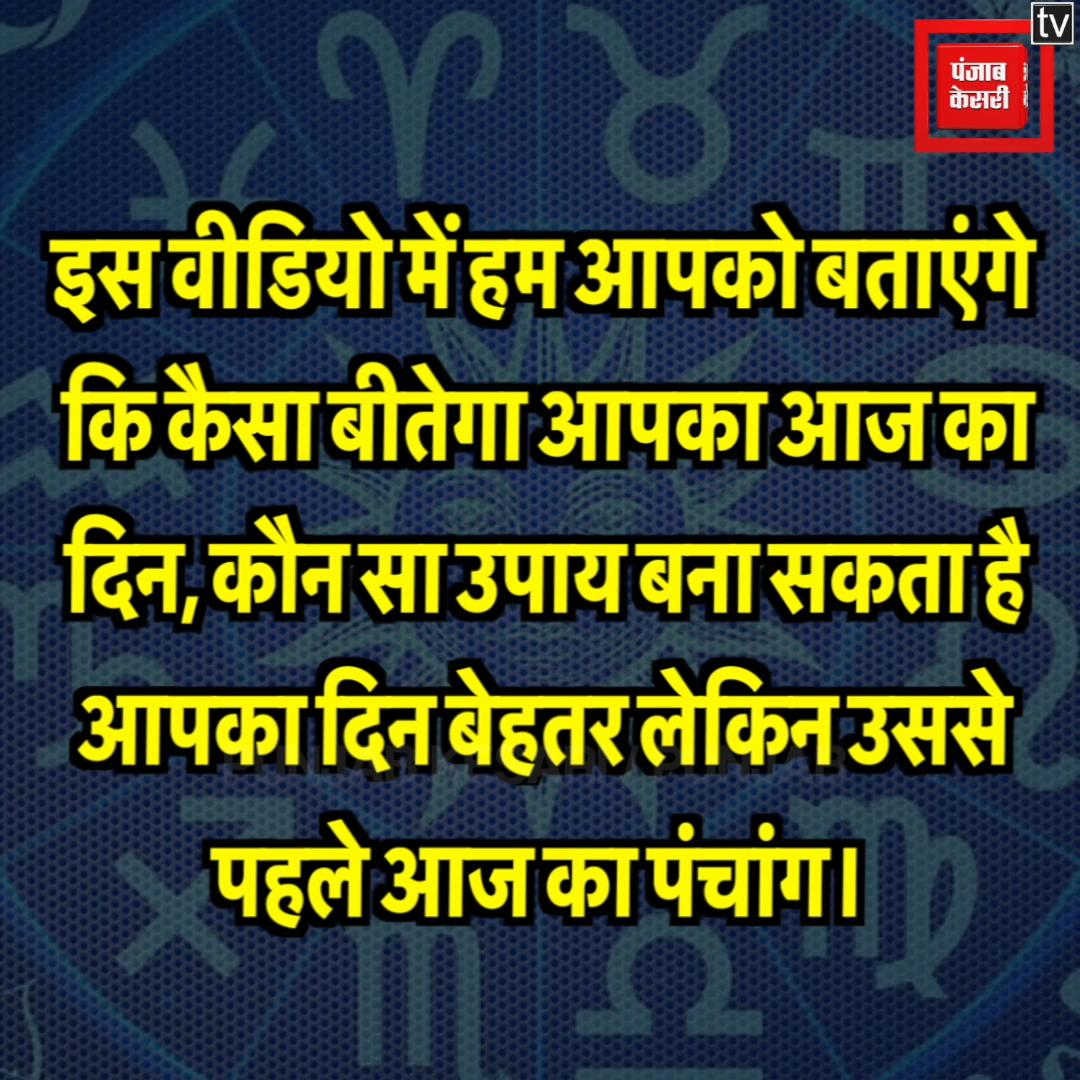 tv
पंजाब
केसरी
इस वीडियो में हम आपको बताएंगे
कि कैसा बीतेगा आपका आज का
दिन, कौन सा उपाय बना सकता है
आपका दिन बेहतर लेकिन उससे
पहले आज का पंचांग।